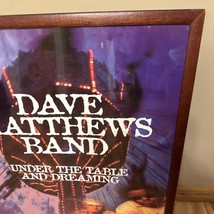 DAVE
MATTHEWS
BAND
UNDER THE TABLE
AND DREAMING